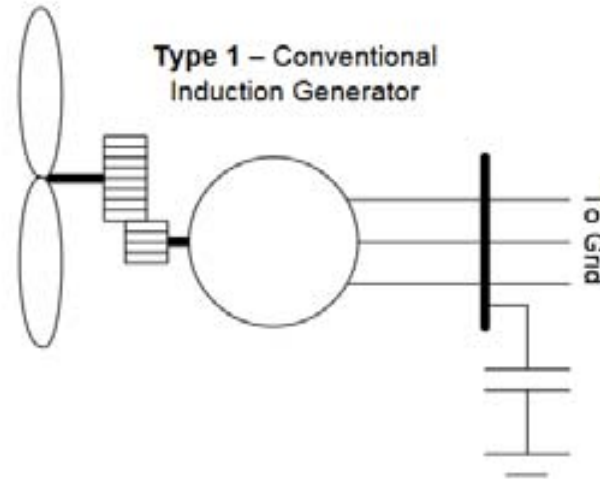 Type 1 – Conventional
Induction Generator
To Grid